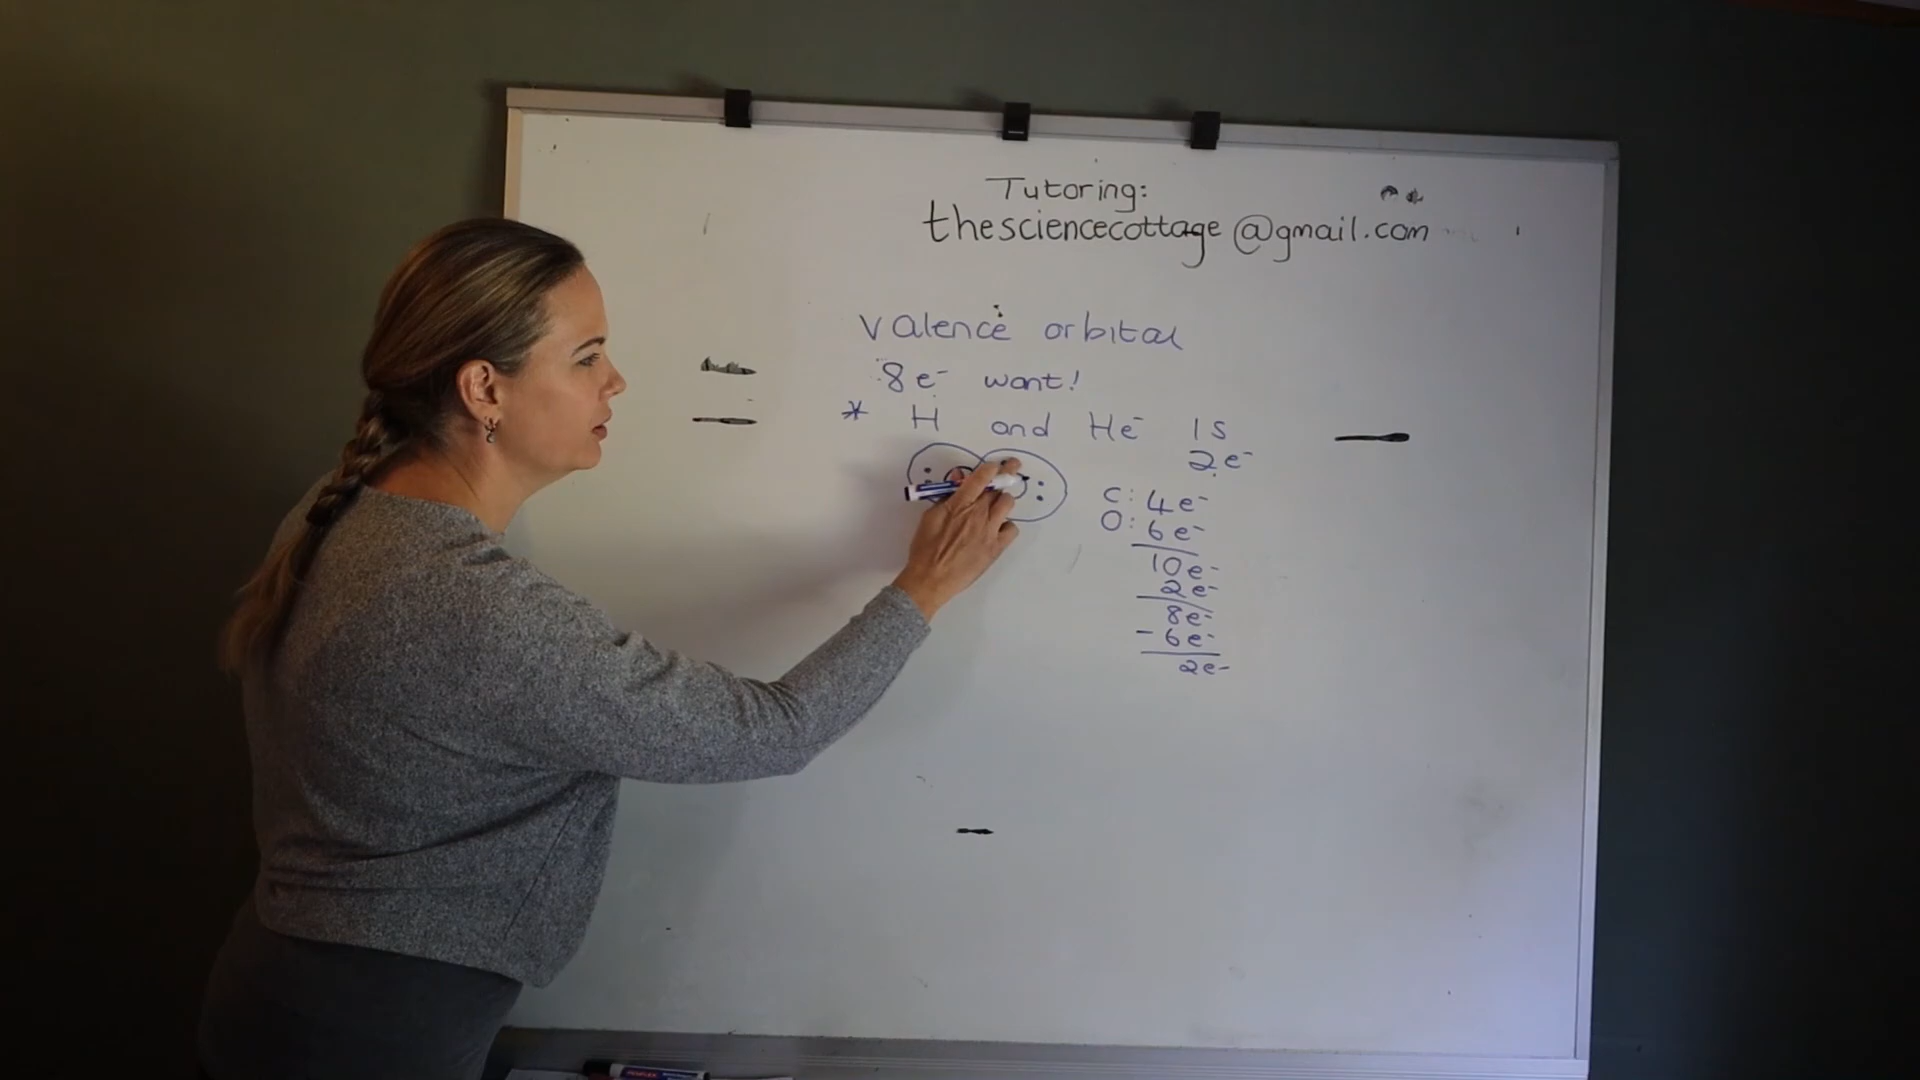 Tutoring:
thesciencecottage@gmail.com
Valence orbital
8e⁻ want!
* H and He 1s
2e⁻
C: 4e⁻
O: 6e⁻
10e⁻
2e⁻
8e⁻
- 6e⁻
2e⁻